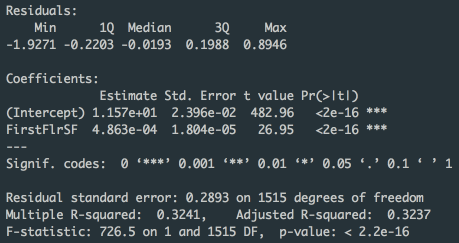 Residuals:
    Min      1Q  Median      3Q     Max
-1.9271 -0.2203 -0.0193  0.1988  0.8946
Coefficients:
             Estimate Std. Error t value Pr(>|t|)
(Intercept) 1.157e+01  2.396e-02  482.96   <2e-16 ***
FirstFlrSF  4.863e-04  1.804e-05   26.95   <2e-16 ***
---
Signif. codes:  0 ‘***’ 0.001 ‘**’ 0.01 ‘*’ 0.05 ‘.’ 0.1 ‘ ’ 1
Residual standard error: 0.2893 on 1515 degrees of freedom
Multiple R-squared:  0.3241,    Adjusted R-squared:  0.3237
F-statistic: 726.5 on 1 and 1515 DF,  p-value: < 2.2e-16